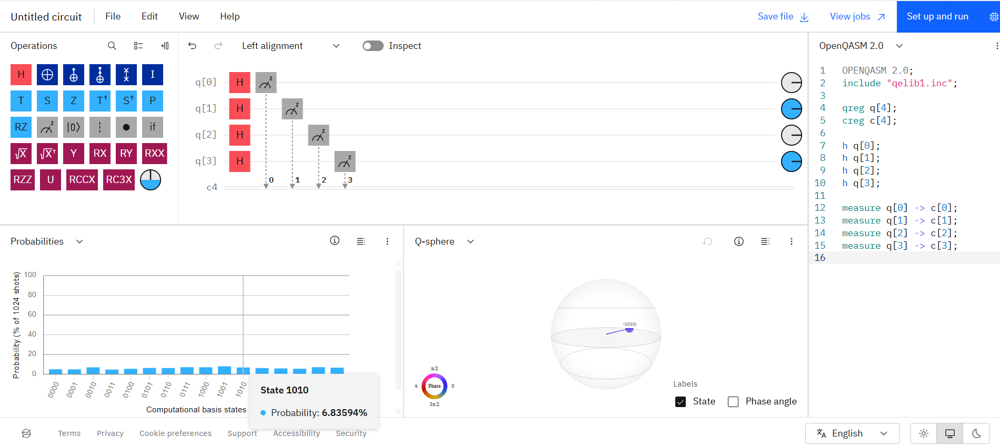 Untitled circuit File Edit View Help Save file View jobs Set up and run
Operations Left alignment Inspect OpenQASM 2.0
H I
T S Z T† S† P
RZ z |0⟩ if
√X √X† Y RX RY RXX
RZZ U RCCX RC3X
q[0] H z
q[1] H z
q[2] H z
q[3] H z
0 1 2 3
c4
1 OPENQASM 2.0;
2 include "qelib1.inc";
3
4 qreg q[4];
5 creg c[4];
6
7 h q[0];
8 h q[1];
9 h q[2];
10 h q[3];
11
12 measure q[0] -> c[0];
13 measure q[1] -> c[1];
14 measure q[2] -> c[2];
15 measure q[3] -> c[3];
16
Probabilities
Probability (% of 1024 shots)
100
80
60
40
20
0
0000 0001 0010 0011 0100 0101 0110 0111 1000 1001 1010
Computational basis states
State 1010
Probability: 6.83594%
Q-sphere
|1010⟩
π/2
π Phase 0
3π/2
Labels
State Phase angle
Terms Privacy Cookie preferences Support Accessibility Security English